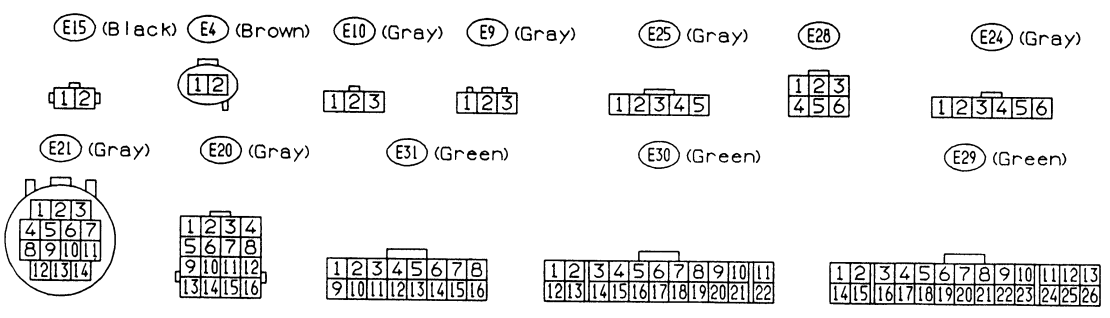 E15 (Black) E4 (Brown) E10 (Gray) E9 (Gray) E25 (Gray) E28 E24 (Gray)
1 2
1 2
1 2 3
1 2 3
1 2 3 4 5
1 2 3
4 5 6
1 2 3 4 5 6
E21 (Gray) E20 (Gray) E31 (Green) E30 (Green) E29 (Green)
1 2 3
4 5 6 7
8 9 10 11
12 13 14
1 2 3 4
5 6 7 8
9 10 11 12
13 14 15 16
1 2 3 4 5 6 7 8
9 10 11 12 13 14 15 16
1 2 3 4 5 6 7 8 9 10 11
12 13 14 15 16 17 18 19 20 21 22
1 2 3 4 5 6 7 8 9 10 11 12 13
14 15 16 17 18 19 20 21 22 23 24 25 26